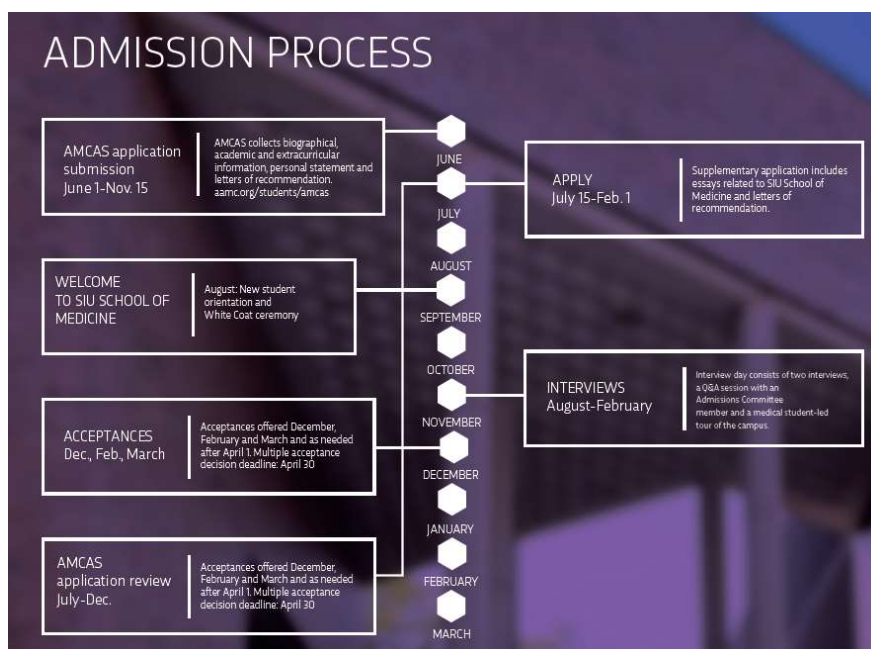 ADMISSION PROCESS
AMCAS application
submission
June 1-Nov. 15
AMCAS collects biographical,
academic and extracurricular
information, personal statement and
letters of recommendation.
aamc.org/students/amcas
JUNE
APPLY
July 15-Feb. 1
Supplementary application includes
essays related to SIU School of
Medicine and letters of
recommendation.
JULY
AUGUST
WELCOME
TO SIU SCHOOL OF
MEDICINE
August: New student
orientation and
White Coat ceremony
SEPTEMBER
OCTOBER
INTERVIEWS
August-February
Interview day consists of two interviews,
a Q&A session with an
Admissions Committee
member and a medical student-led
tour of the campus.
NOVEMBER
ACCEPTANCES
Dec., Feb., March
Acceptances offered December,
February and March and as needed
after April 1. Multiple acceptance
decision deadline: April 30
DECEMBER
JANUARY
AMCAS
application review
July-Dec.
Acceptances offered December,
February and March and as needed
after April 1. Multiple acceptance
decision deadline: April 30
FEBRUARY
MARCH